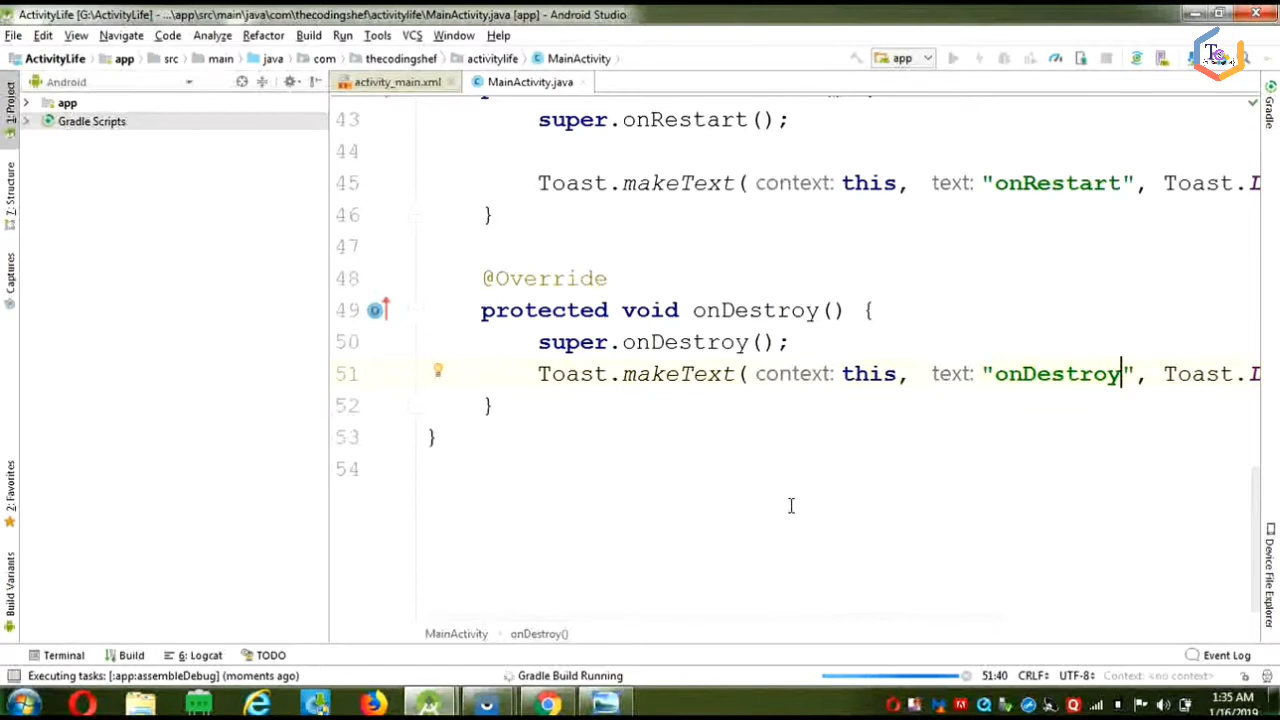 ActivityLife [G:\ActivityLife] - ...\app\src\main\java\com\thecodingshef\activitylife\MainActivity.java [app] - Android Studio
File Edit View Navigate Code Analyze Refactor Build Run Tools VCS Window Help
ActivityLife app src main java com thecodingshef activitylife MainActivity app
Android activity_main.xml MainActivity.java
1: Project
7: Structure
Captures
2: Favorites
Build Variants
app
Gradle Scripts
43 super.onRestart();
44
45 Toast.makeText( context: this, text: "onRestart", Toast.
46 }
47
48 @Override
49 protected void onDestroy() {
50 super.onDestroy();
51 Toast.makeText( context: this, text: "onDestroy", Toast.
52 }
53 }
54
Gradle
Device File Explorer
MainActivity onDestroy()
Terminal Build 6: Logcat TODO Event Log
Executing tasks: [:app:assembleDebug] (moments ago) Gradle Build Running 51:40 CRLF UTF-8 Context: <no context>
1:35 AM
1/16/2019